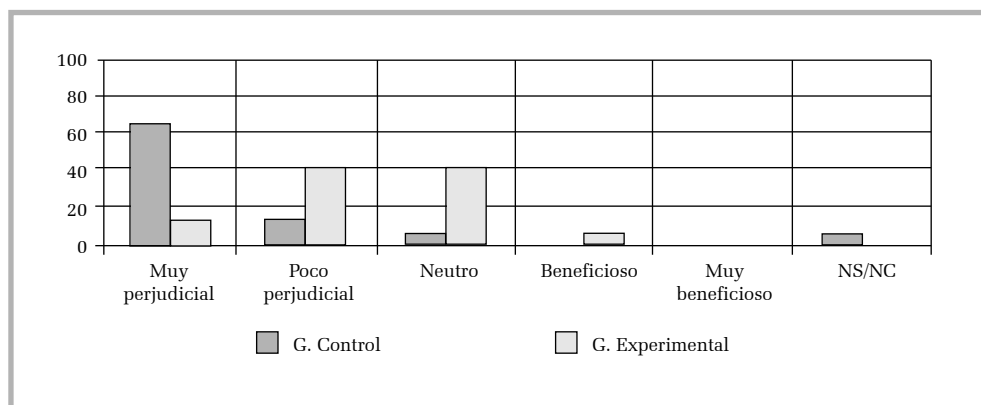 100
80
60
40
20
0
Muy perjudicial
Poco perjudicial
Neutro
Beneficioso
Muy beneficioso
NS/NC
G. Control
G. Experimental